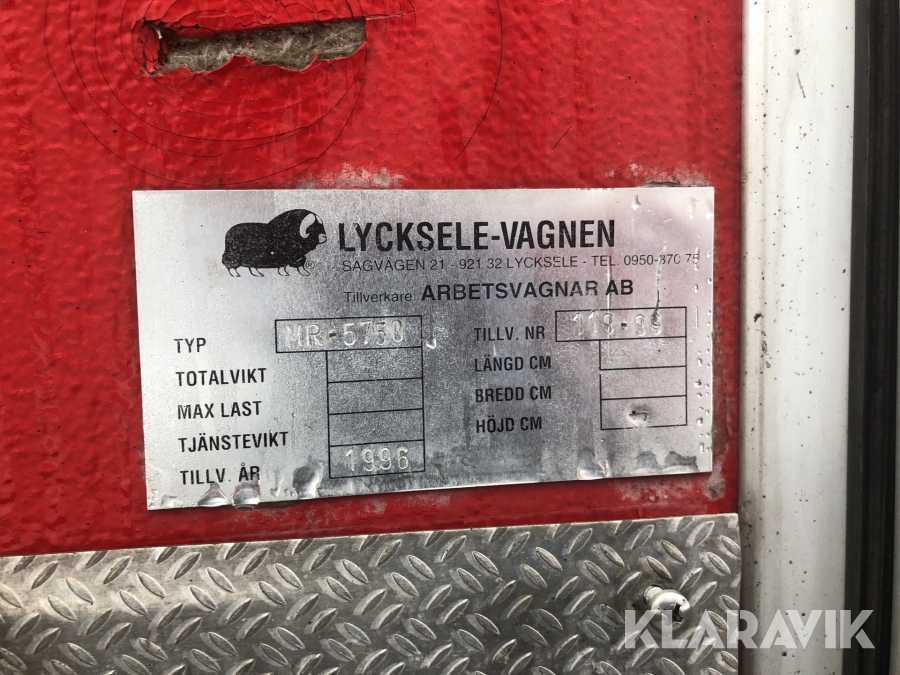 LYCKSELE-VAGNEN
SÅGVÄGEN 21 - 921 32 LYCKSELE - TEL. 0950-370 75
Tillverkare: ARBETSVAGNAR AB
TYP MR-5750 TILLV. NR
TOTALVIKT LÄNGD CM
MAX LAST BREDD CM
TJÄNSTEVIKT HÖJD CM
TILLV. ÅR 1996
KLARAVIK